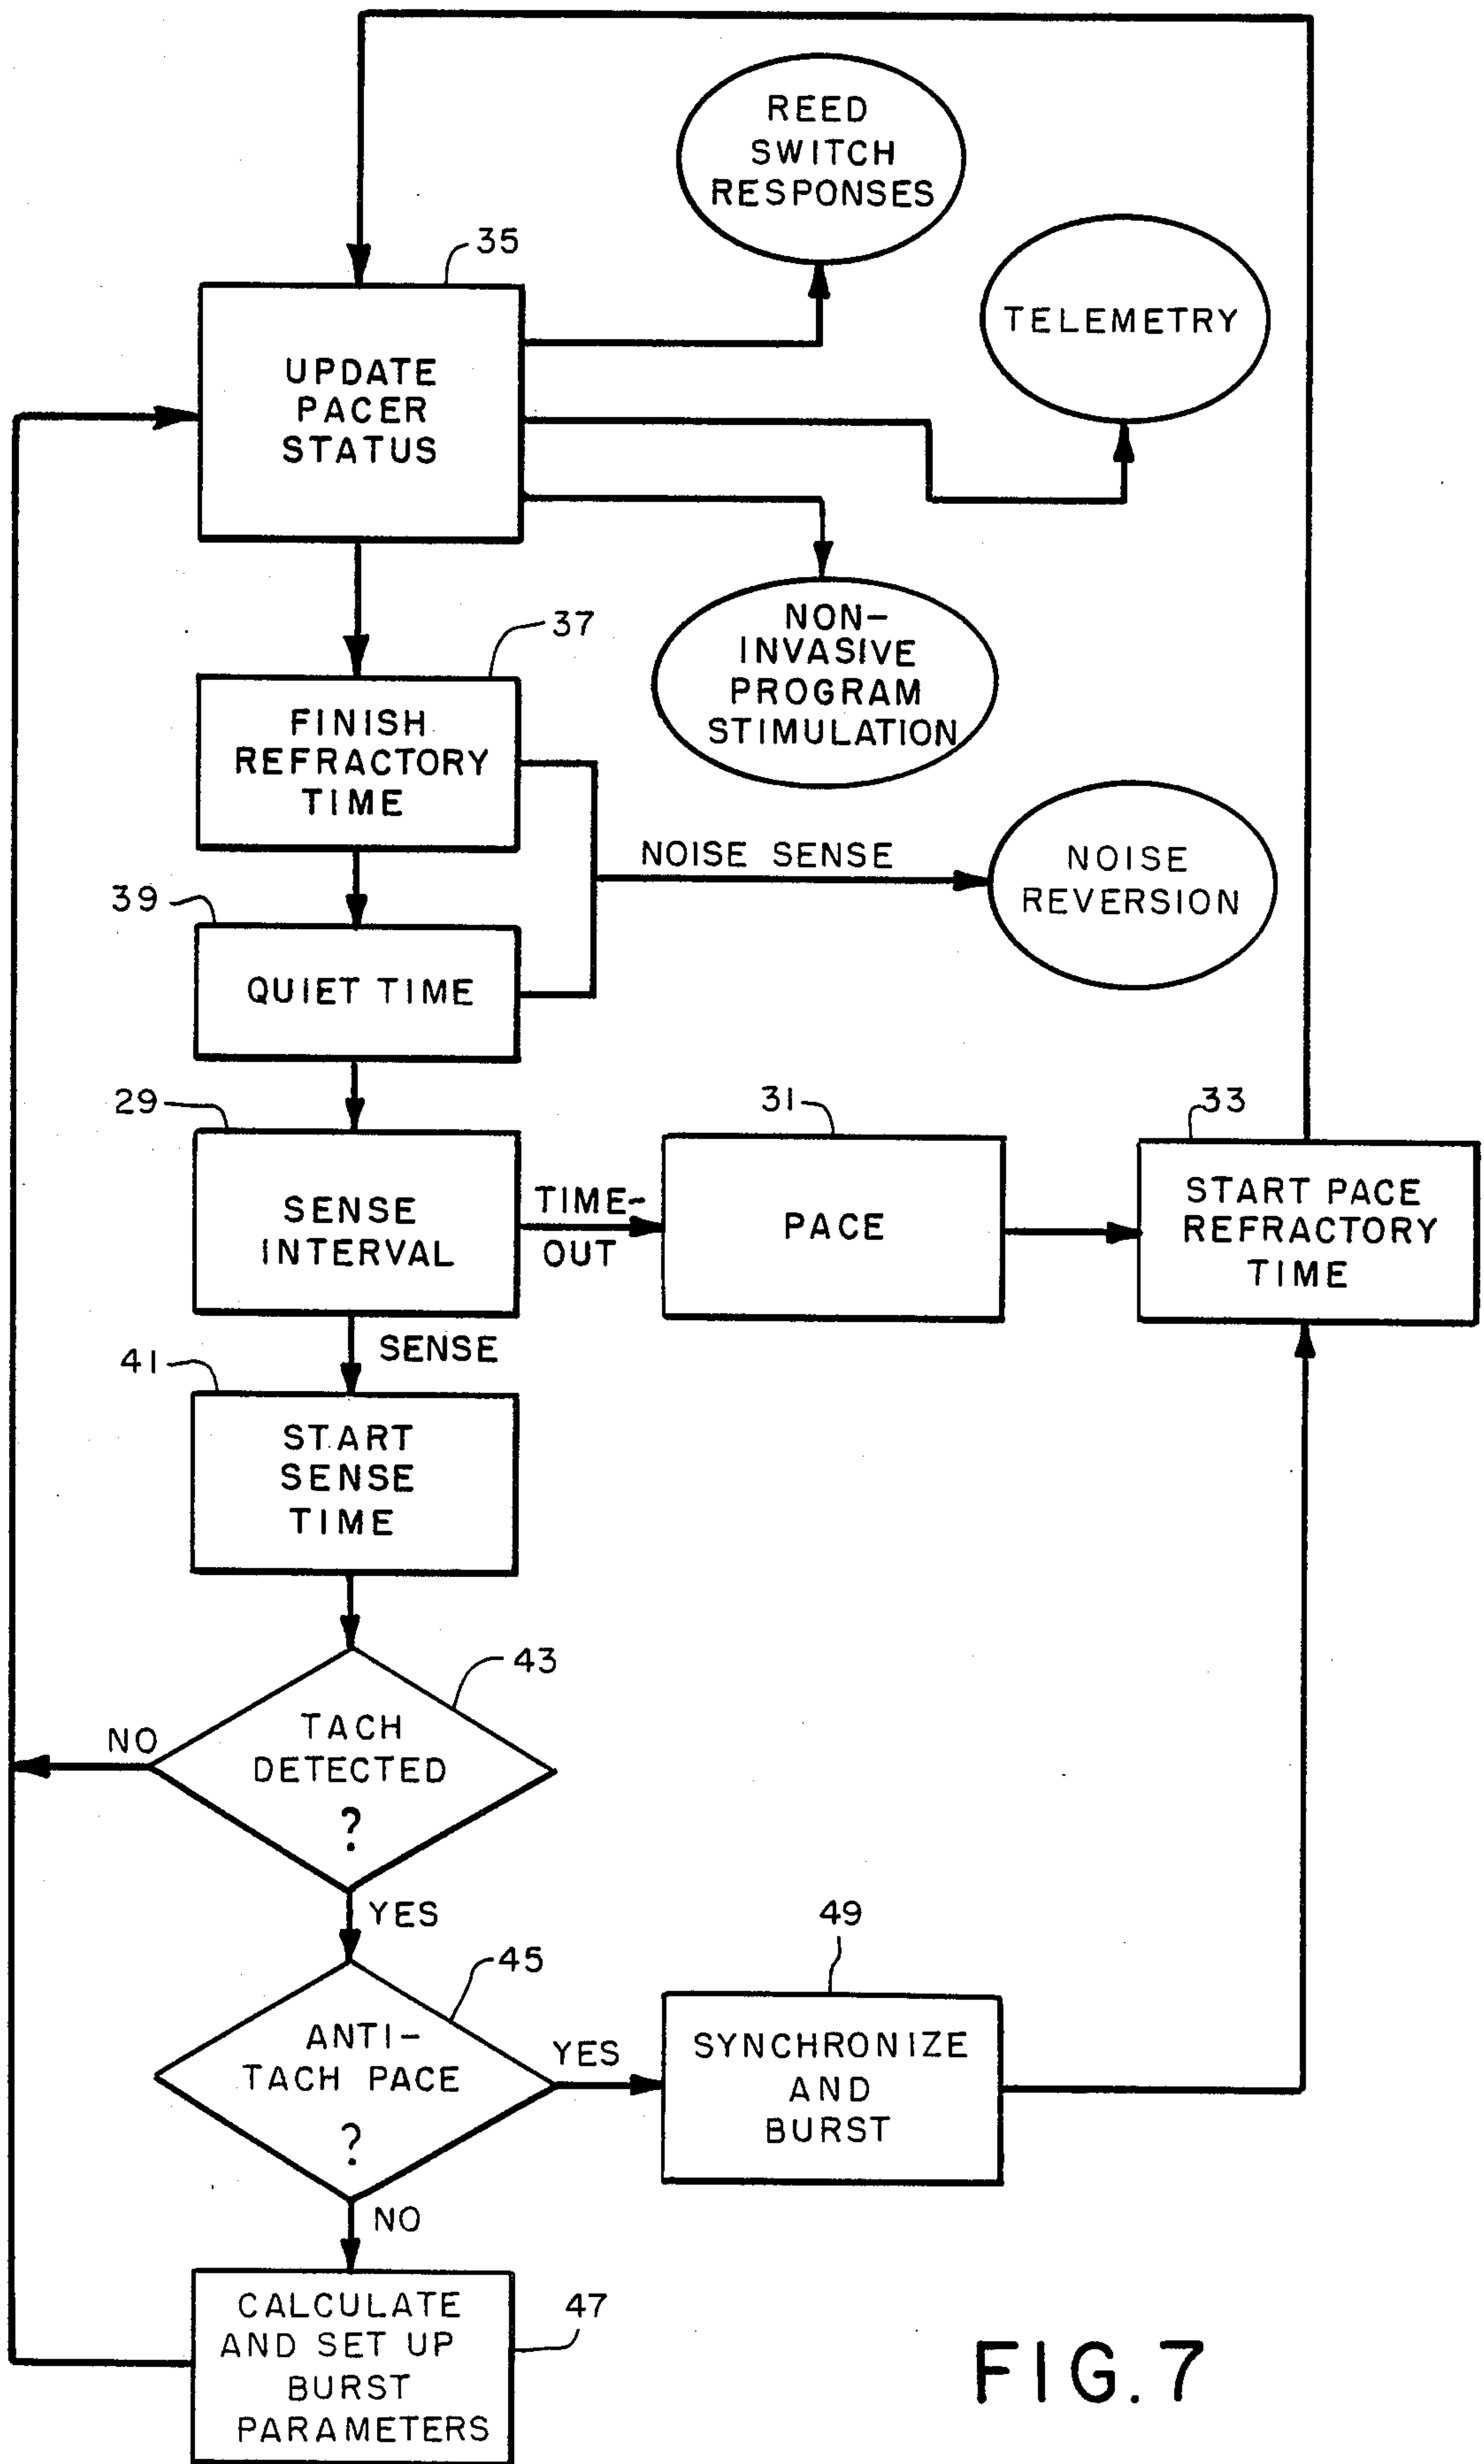 REED
SWITCH
RESPONSES
TELEMETRY
35
UPDATE
PACER
STATUS
NON-
INVASIVE
PROGRAM
STIMULATION
37
FINISH
REFRACTORY
TIME
NOISE SENSE
NOISE
REVERSION
39
QUIET TIME
29
SENSE
INTERVAL
TIME-
OUT
31
PACE
33
START PACE
REFRACTORY
TIME
SENSE
41
START
SENSE
TIME
43
TACH
DETECTED
?
NO
YES
45
ANTI-
TACH PACE
?
YES
49
SYNCHRONIZE
AND
BURST
NO
47
CALCULATE
AND SET UP
BURST
PARAMETERS
FIG. 7